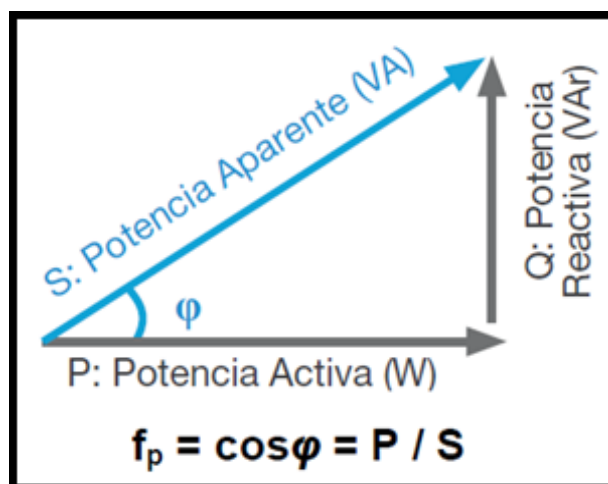 S: Potencia Aparente (VA)
Q: Potencia
Reactiva (VAr)
φ
P: Potencia Activa (W)
fₚ = cosφ = P / S